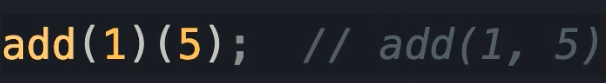 add(1)(5);  // add(1, 5)